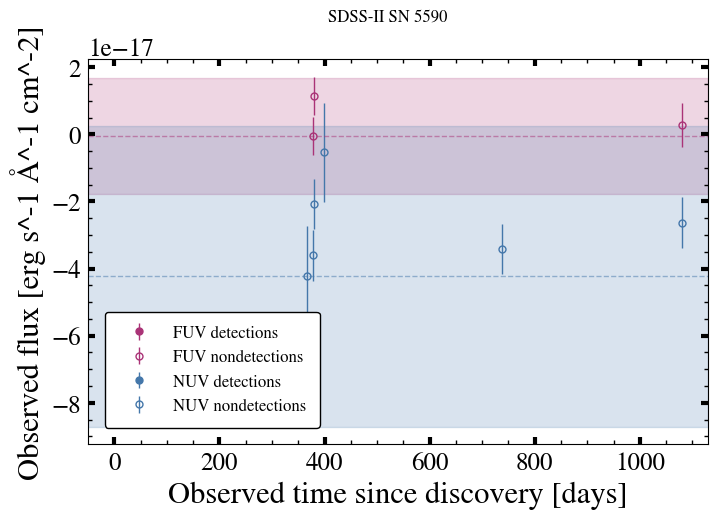 SDSS-II SN 5590
1e−17
2
0
−2
−4
−6
−8
Observed flux [erg s^-1 Å^-1 cm^-2]
FUV detections
FUV nondetections
NUV detections
NUV nondetections
0 200 400 600 800 1000
Observed time since discovery [days]